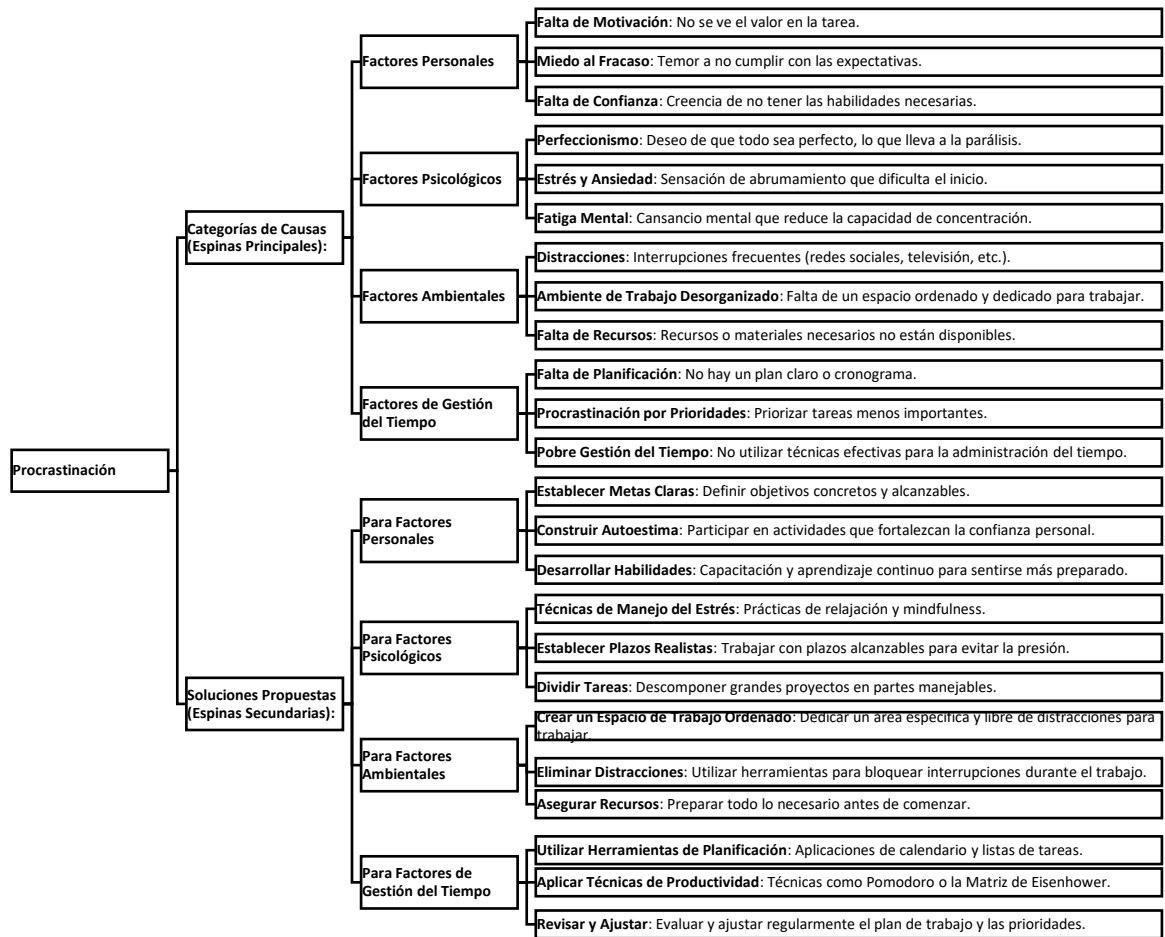 Procrastinación
Categorías de Causas
(Espinas Principales):
Factores Personales
Falta de Motivación: No se ve el valor en la tarea.
Miedo al Fracaso: Temor a no cumplir con las expectativas.
Falta de Confianza: Creencia de no tener las habilidades necesarias.
Factores Psicológicos
Perfeccionismo: Deseo de que todo sea perfecto, lo que lleva a la parálisis.
Estrés y Ansiedad: Sensación de abrumamiento que dificulta el inicio.
Fatiga Mental: Cansancio mental que reduce la capacidad de concentración.
Factores Ambientales
Distracciones: Interrupciones frecuentes (redes sociales, televisión, etc.).
Ambiente de Trabajo Desorganizado: Falta de un espacio ordenado y dedicado para trabajar.
Falta de Recursos: Recursos o materiales necesarios no están disponibles.
Factores de Gestión
del Tiempo
Falta de Planificación: No hay un plan claro o cronograma.
Procrastinación por Prioridades: Priorizar tareas menos importantes.
Pobre Gestión del Tiempo: No utilizar técnicas efectivas para la administración del tiempo.
Soluciones Propuestas
(Espinas Secundarias):
Para Factores
Personales
Establecer Metas Claras: Definir objetivos concretos y alcanzables.
Construir Autoestima: Participar en actividades que fortalezcan la confianza personal.
Desarrollar Habilidades: Capacitación y aprendizaje continuo para sentirse más preparado.
Para Factores
Psicológicos
Técnicas de Manejo del Estrés: Prácticas de relajación y mindfulness.
Establecer Plazos Realistas: Trabajar con plazos alcanzables para evitar la presión.
Dividir Tareas: Descomponer grandes proyectos en partes manejables.
Para Factores
Ambientales
Crear un Espacio de Trabajo Ordenado: Dedicar un área específica y libre de distracciones para
trabajar.
Eliminar Distracciones: Utilizar herramientas para bloquear interrupciones durante el trabajo.
Asegurar Recursos: Preparar todo lo necesario antes de comenzar.
Para Factores de
Gestión del Tiempo
Utilizar Herramientas de Planificación: Aplicaciones de calendario y listas de tareas.
Aplicar Técnicas de Productividad: Técnicas como Pomodoro o la Matriz de Eisenhower.
Revisar y Ajustar: Evaluar y ajustar regularmente el plan de trabajo y las prioridades.